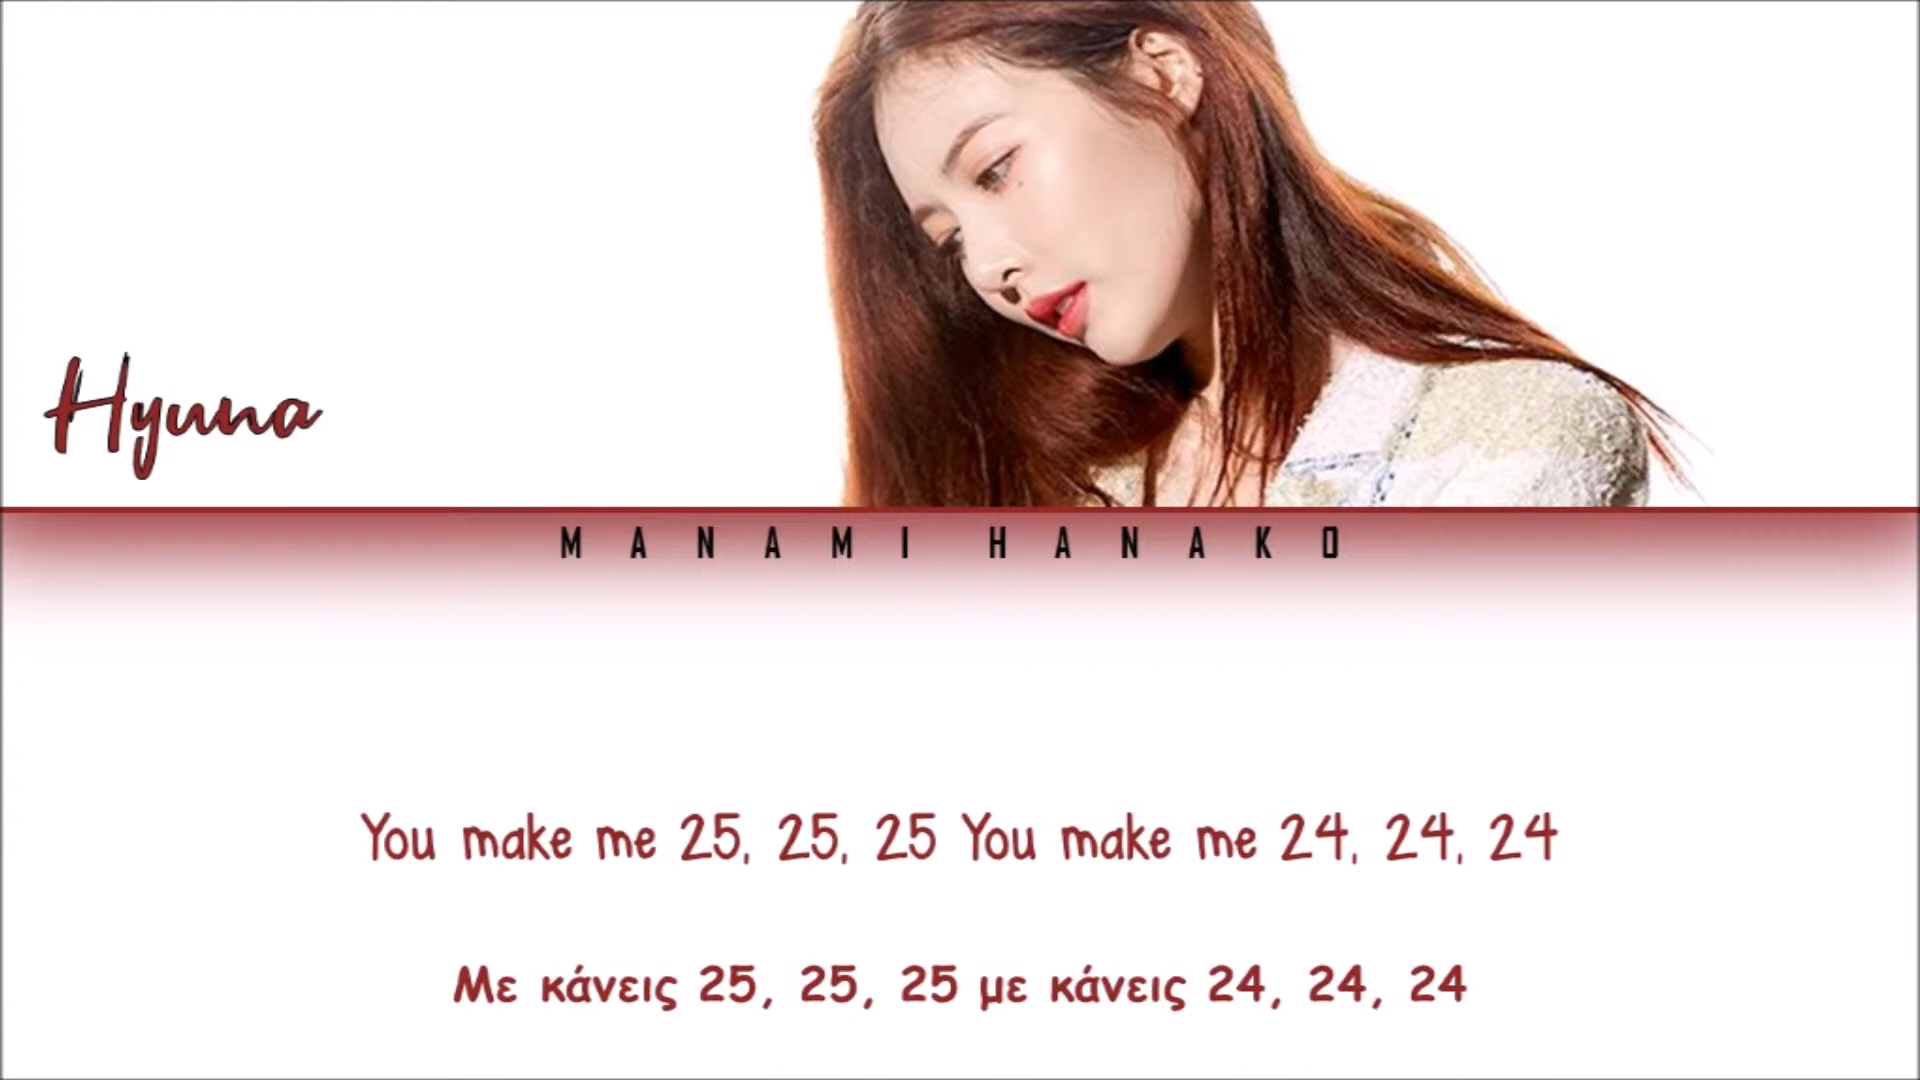 Hyuna
MANAMI HANAKO
You make me 25, 25, 25 You make me 24, 24, 24
Με κάνεις 25, 25, 25 με κάνεις 24, 24, 24